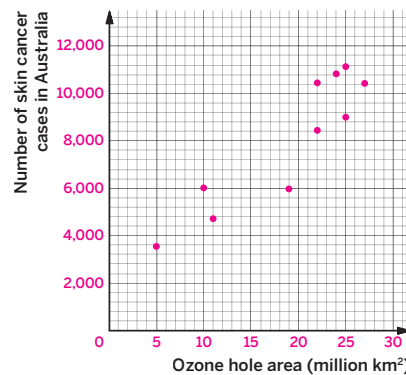 Number of skin cancer
cases in Australia
12,000
10,000
8,000
6,000
4,000
2,000
0 5 10 15 20 25 30
Ozone hole area (million km²)